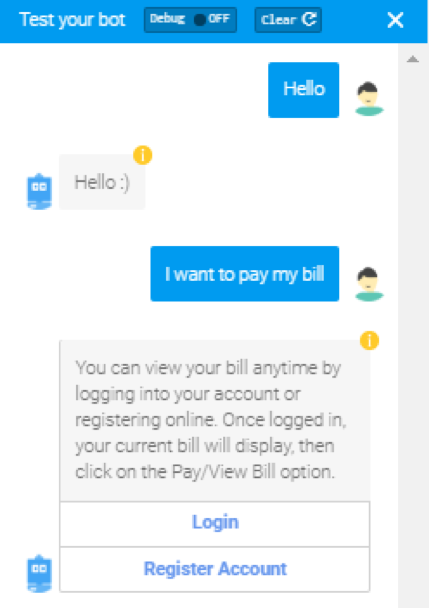 Test your bot Debug OFF Clear
Hello
Hello :)
I want to pay my bill
You can view your bill anytime by
logging into your account or
registering online. Once logged in,
your current bill will display, then
click on the Pay/View Bill option.
Login
Register Account